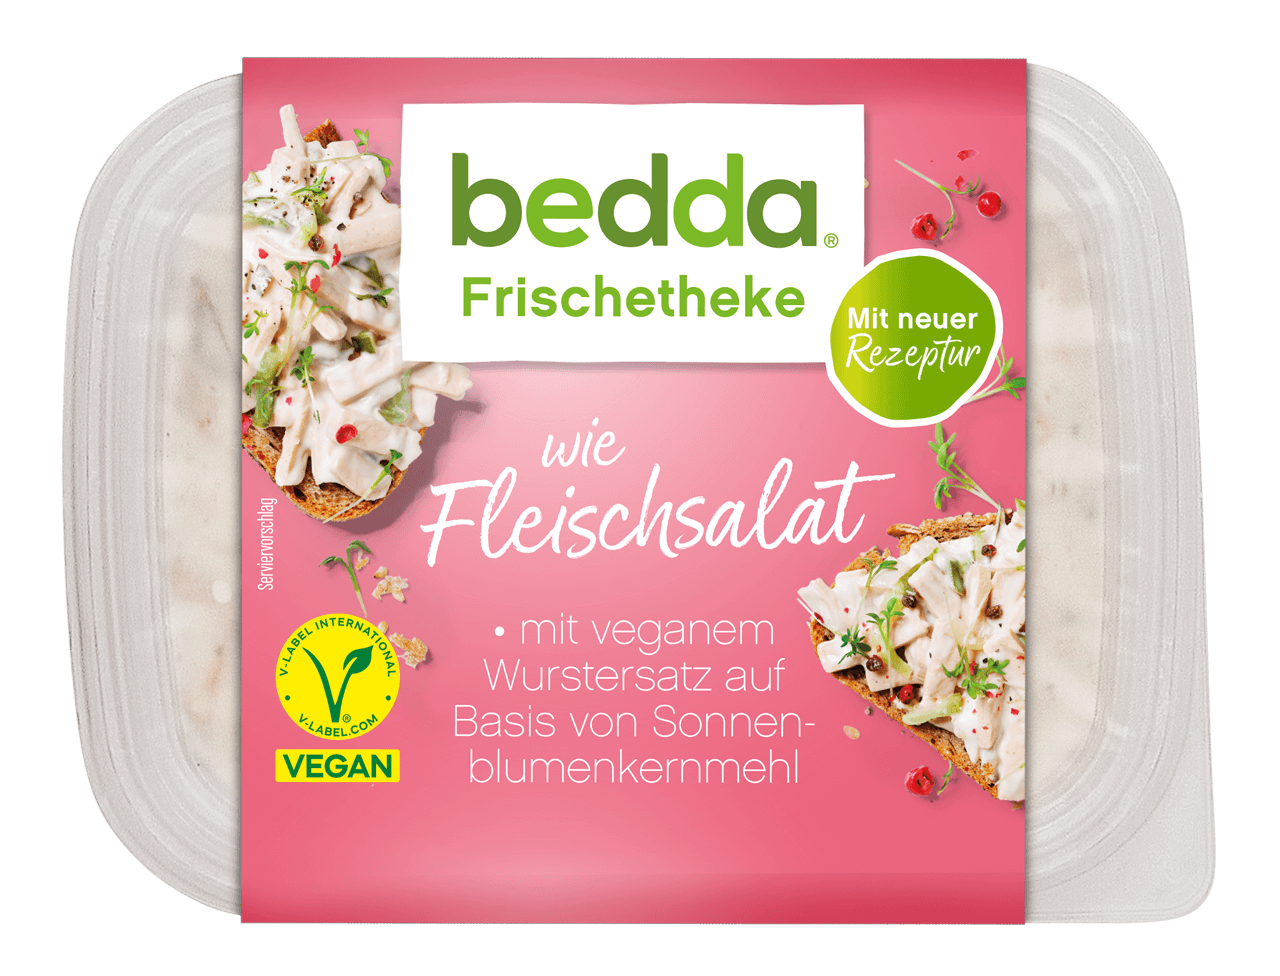 bedda®
Frischetheke
Mit neuer
Rezeptur
wie
Fleischsalat
Serviervorschlag
• mit veganem
Wurstersatz auf
Basis von Sonnen-
blumenkernmehl
V-LABEL INTERNATIONAL
®
• V-LABEL.COM •
VEGAN